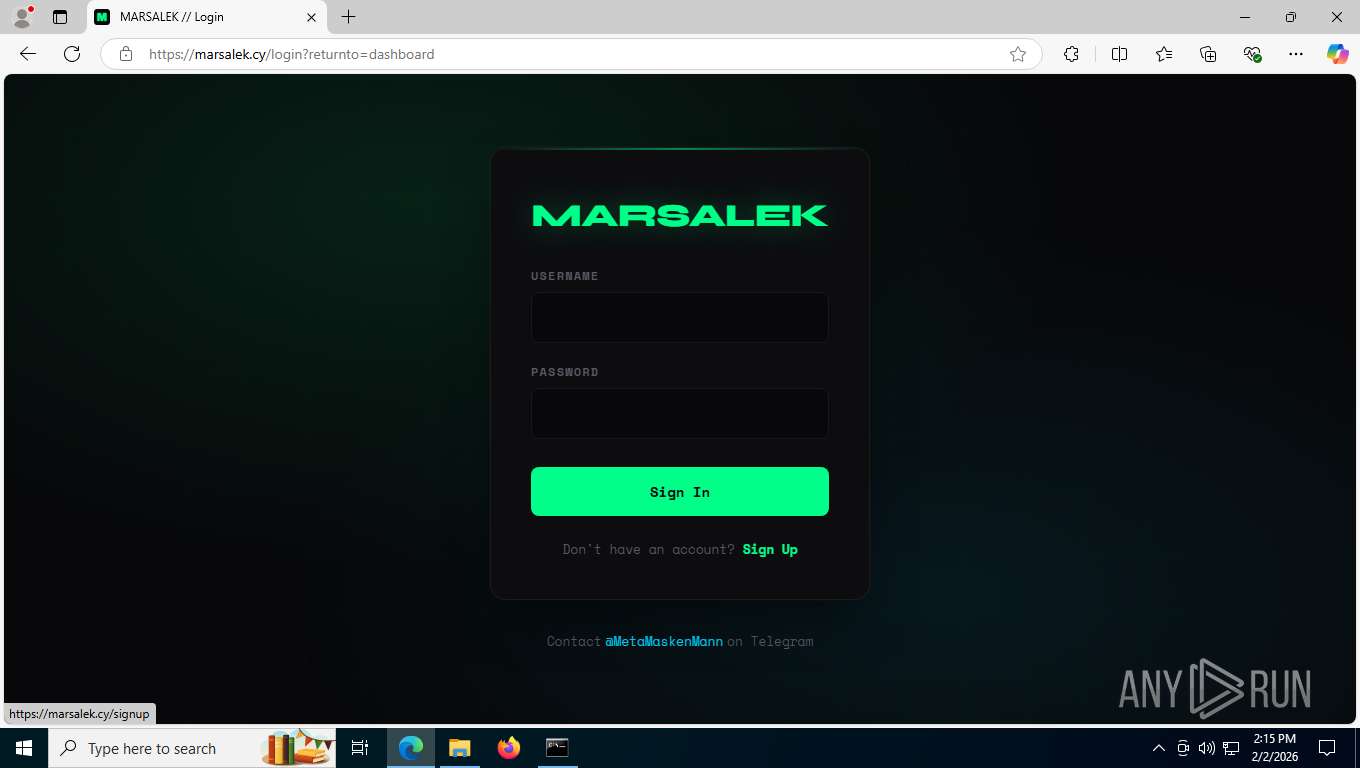 MARSALEK // Login
https://marsalek.cy/login?returnto=dashboard
MARSALEK
USERNAME
PASSWORD
Sign In
Don't have an account? Sign Up
Contact @MetaMaskenMann on Telegram
ANY RUN
https://marsalek.cy/signup
Type here to search
2:15 PM
2/2/2026